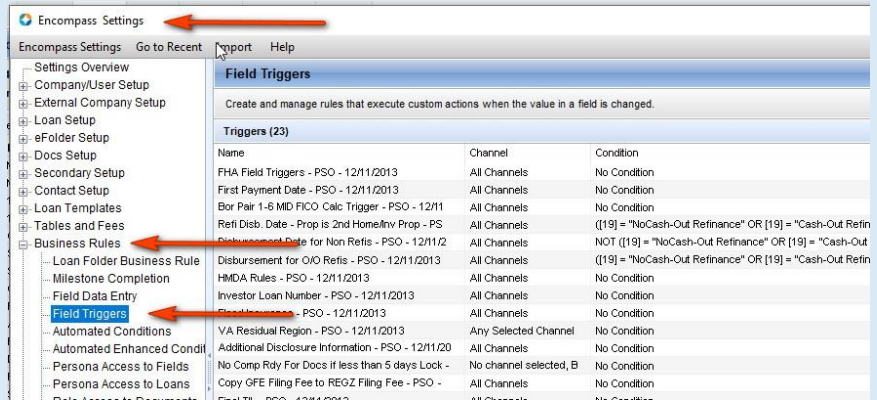 Encompass Settings
Encompass Settings Go to Recent Import Help
Settings Overview
Company/User Setup
External Company Setup
Loan Setup
eFolder Setup
Docs Setup
Secondary Setup
Contact Setup
Loan Templates
Tables and Fees
Business Rules
Loan Folder Business Rule
Milestone Completion
Field Data Entry
Field Triggers
Automated Conditions
Automated Enhanced Condit
Persona Access to Fields
Persona Access to Loans
Role Access to Documents
Field Triggers
Create and manage rules that execute custom actions when the value in a field is changed.
Triggers (23)
Name Channel Condition
FHA Field Triggers - PSO - 12/11/2013 All Channels No Condition
First Payment Date - PSO - 12/11/2013 All Channels No Condition
Bor Pair 1-6 MID FICO Calc Trigger - PSO - 12/11 All Channels No Condition
Refi Disb. Date - Prop is 2nd Home/Inv Prop - PS All Channels ([19] = "NoCash-Out Refinance" OR [19] = "Cash-Out Refin
Disbursement Date for Non Refis - PSO - 12/11/2 All Channels NOT ([19] = "NoCash-Out Refinance" OR [19] = "Cash-Out
Disbursement for O/O Refis - PSO - 12/11/2013 All Channels ([19] = "NoCash-Out Refinance" OR [19] = "Cash-Out Refin
HMDA Rules - PSO - 12/11/2013 All Channels No Condition
Investor Loan Number - PSO - 12/11/2013 All Channels No Condition
- PSO - 12/11/2013 All Channels No Condition
VA Residual Region - PSO - 12/11/2013 Any Selected Channel No Condition
Additional Disclosure Information - PSO - 12/11/20 All Channels No Condition
No Comp Rdy For Docs if less than 5 days Lock - No channel selected, B No Condition
Copy GFE Filing Fee to REGZ Filing Fee - PSO - All Channels No Condition
All Channels No Condition